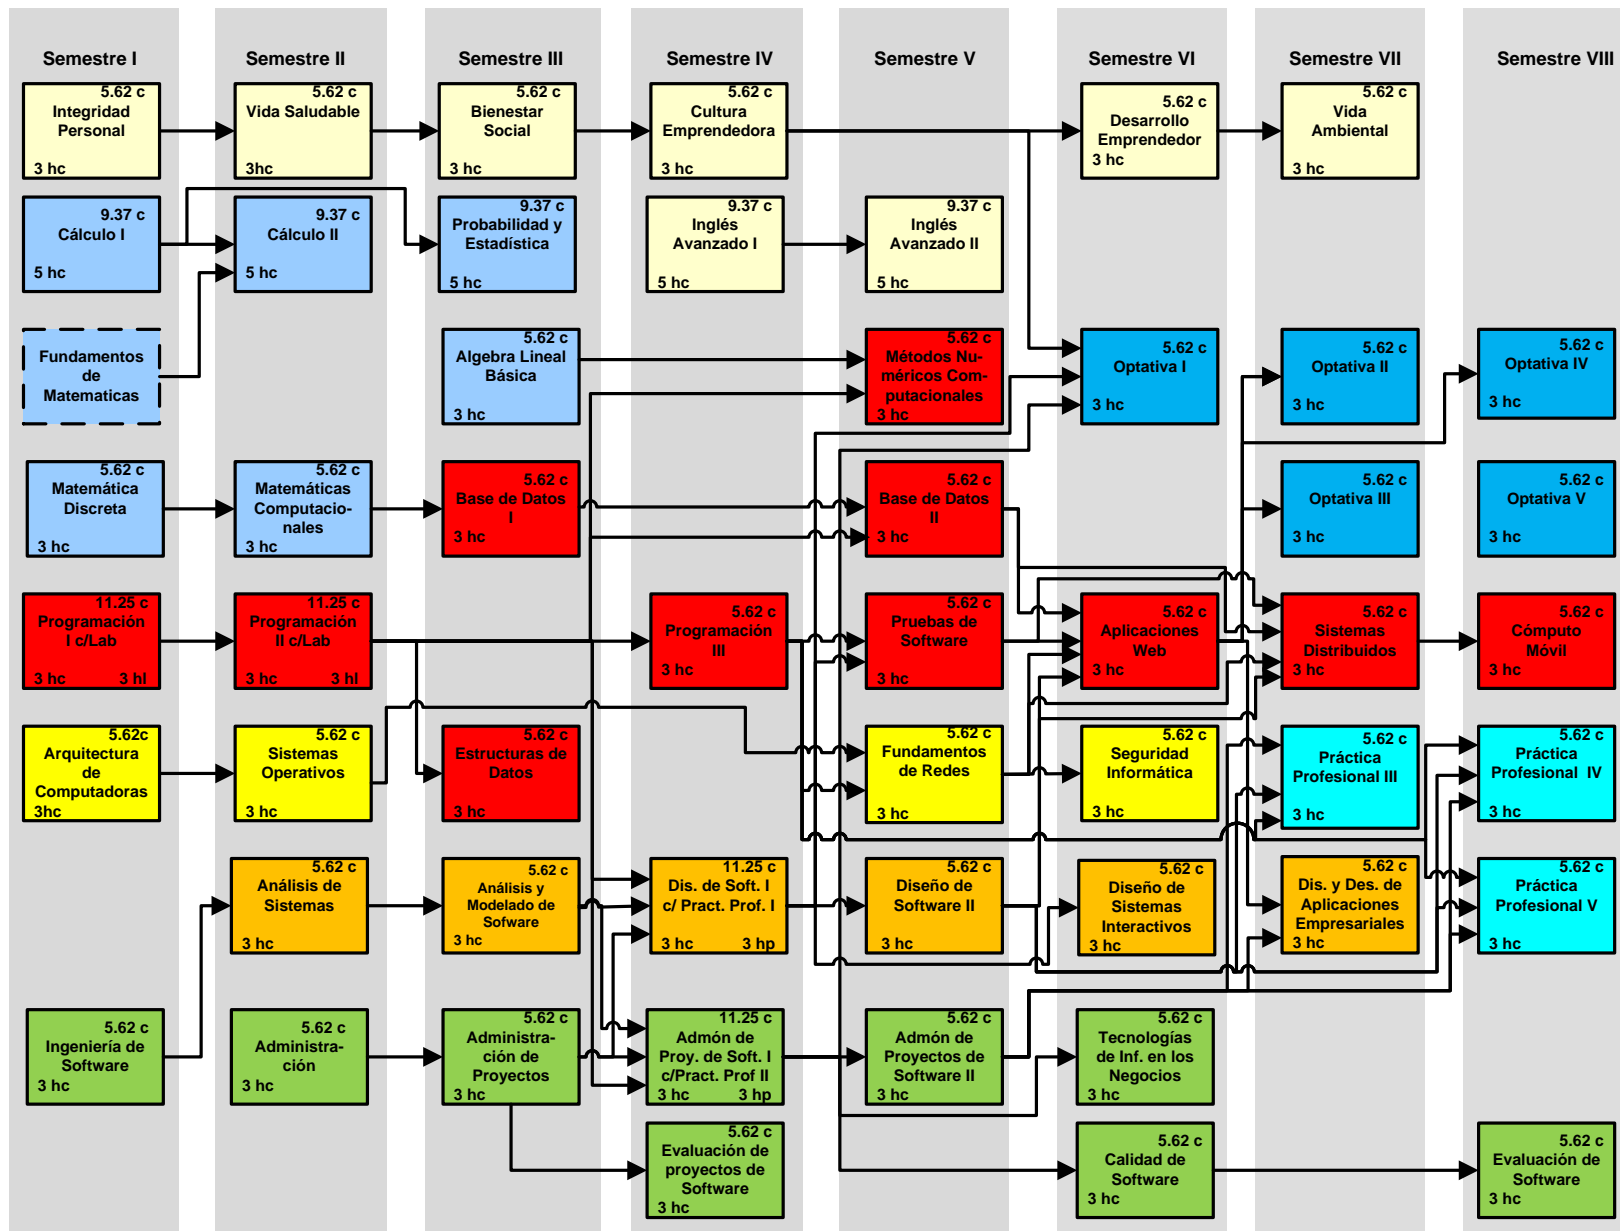 Semestre I
Semestre II
Semestre III
Semestre IV
Semestre V
Semestre VI
Semestre VII
Semestre VIII
5.62 c
Integridad
Personal
3 hc
5.62 c
Vida Saludable
3hc
5.62 c
Bienestar
Social
3 hc
5.62 c
Cultura
Emprendedora
3 hc
5.62 c
Desarrollo
Emprendedor
3 hc
5.62 c
Vida
Ambiental
3 hc
9.37 c
Cálculo I
5 hc
9.37 c
Cálculo II
5 hc
9.37 c
Probabilidad y
Estadística
5 hc
9.37 c
Inglés
Avanzado I
5 hc
9.37 c
Inglés
Avanzado II
5 hc
Fundamentos
de
Matematicas
5.62 c
Algebra Lineal
Básica
3 hc
5.62 c
Métodos Nu-
méricos Com-
putacionales
3 hc
5.62 c
Optativa I
3 hc
5.62 c
Optativa II
3 hc
5.62 c
Optativa IV
3 hc
5.62 c
Matemática
Discreta
3 hc
5.62 c
Matemáticas
Computacio-
nales
3 hc
5.62 c
Base de Datos
I
3 hc
5.62 c
Base de Datos
II
3 hc
5.62 c
Optativa III
3 hc
5.62 c
Optativa V
3 hc
11.25 c
Programación
I c/Lab
3 hc 3 hl
11.25 c
Programación
II c/Lab
3 hc 3 hl
5.62 c
Programación
III
3 hc
5.62 c
Pruebas de
Software
3 hc
5.62 c
Aplicaciones
Web
3 hc
5.62 c
Sistemas
Distribuidos
3 hc
5.62 c
Cómputo
Móvil
3 hc
5.62c
Arquitectura
de
Computadoras
3hc
5.62 c
Sistemas
Operativos
3 hc
5.62 c
Estructuras de
Datos
3 hc
5.62 c
Fundamentos
de Redes
3 hc
5.62 c
Seguridad
Informática
3 hc
5.62 c
Práctica
Profesional III
3 hc
5.62 c
Práctica
Profesional IV
3 hc
5.62 c
Análisis de
Sistemas
3 hc
5.62 c
Análisis y
Modelado de
Sofware
3 hc
11.25 c
Dis. de Soft. I
c/ Pract. Prof. I
3 hc 3 hp
5.62 c
Diseño de
Software II
3 hc
5.62 c
Diseño de
Sistemas
Interactivos
3 hc
5.62 c
Dis. y Des. de
Aplicaciones
Empresariales
3 hc
5.62 c
Práctica
Profesional V
3 hc
5.62 c
Ingeniería de
Software
3 hc
5.62 c
Administra-
ción
3 hc
5.62 c
Administra-
ción de
Proyectos
3 hc
11.25 c
Admón de
Proy. de Soft. I
c/Pract. Prof II
3 hc 3 hp
5.62 c
Admón de
Proyectos de
Software II
3 hc
5.62 c
Tecnologías
de Inf. en los
Negocios
3 hc
5.62 c
Evaluación de
proyectos de
Software
3 hc
5.62 c
Calidad de
Software
3 hc
5.62 c
Evaluación de
Software
3 hc